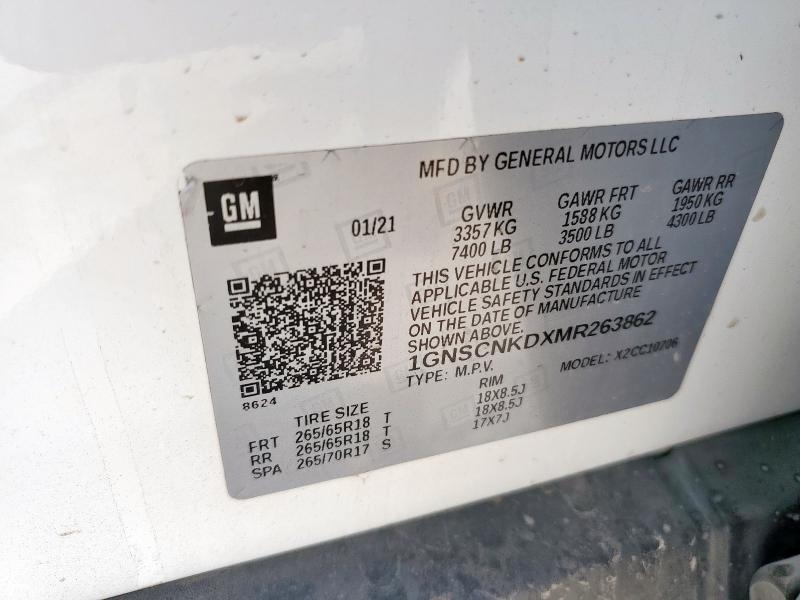 MFD BY GENERAL MOTORS LLC
GM
01/21
GVWR GAWR FRT GAWR RR
3357 KG 1588 KG 1950 KG
7400 LB 3500 LB 4300 LB
THIS VEHICLE CONFORMS TO ALL
APPLICABLE U.S. FEDERAL MOTOR
VEHICLE SAFETY STANDARDS IN EFFECT
ON THE DATE OF MANUFACTURE
SHOWN ABOVE.
1GNSCNKDXMR263862
TYPE: M.P.V. MODEL: X2CC10706
8624
TIRE SIZE RIM
FRT 265/65R18 T 18X8.5J
RR 265/65R18 T 18X8.5J
SPA 265/70R17 S 17X7J